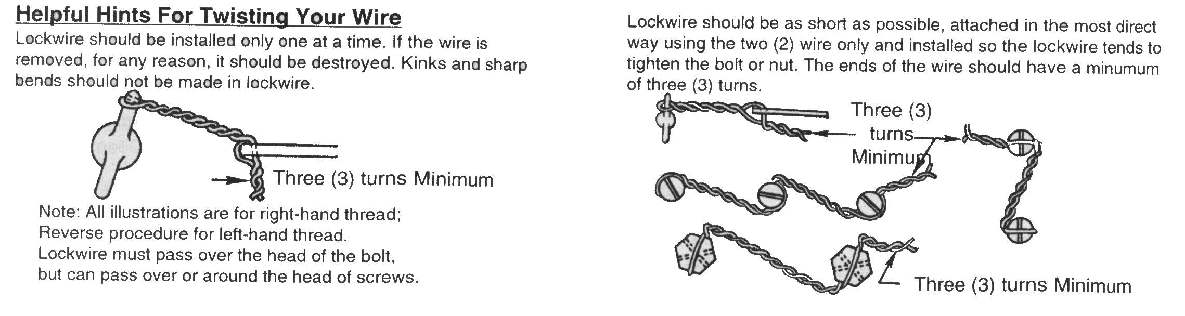 Helpful Hints For Twisting Your Wire
Lockwire should be installed only one at a time. If the wire is
removed, for any reason, it should be destroyed. Kinks and sharp
bends should not be made in lockwire.
Three (3) turns Minimum
Note: All illustrations are for right-hand thread;
Reverse procedure for left-hand thread.
Lockwire must pass over the head of the bolt,
but can pass over or around the head of screws.
Lockwire should be as short as possible, attached in the most direct
way using the two (2) wire only and installed so the lockwire tends to
tighten the bolt or nut. The ends of the wire should have a minumum
of three (3) turns.
Three (3)
turns
Minimum
Three (3) turns Minimum